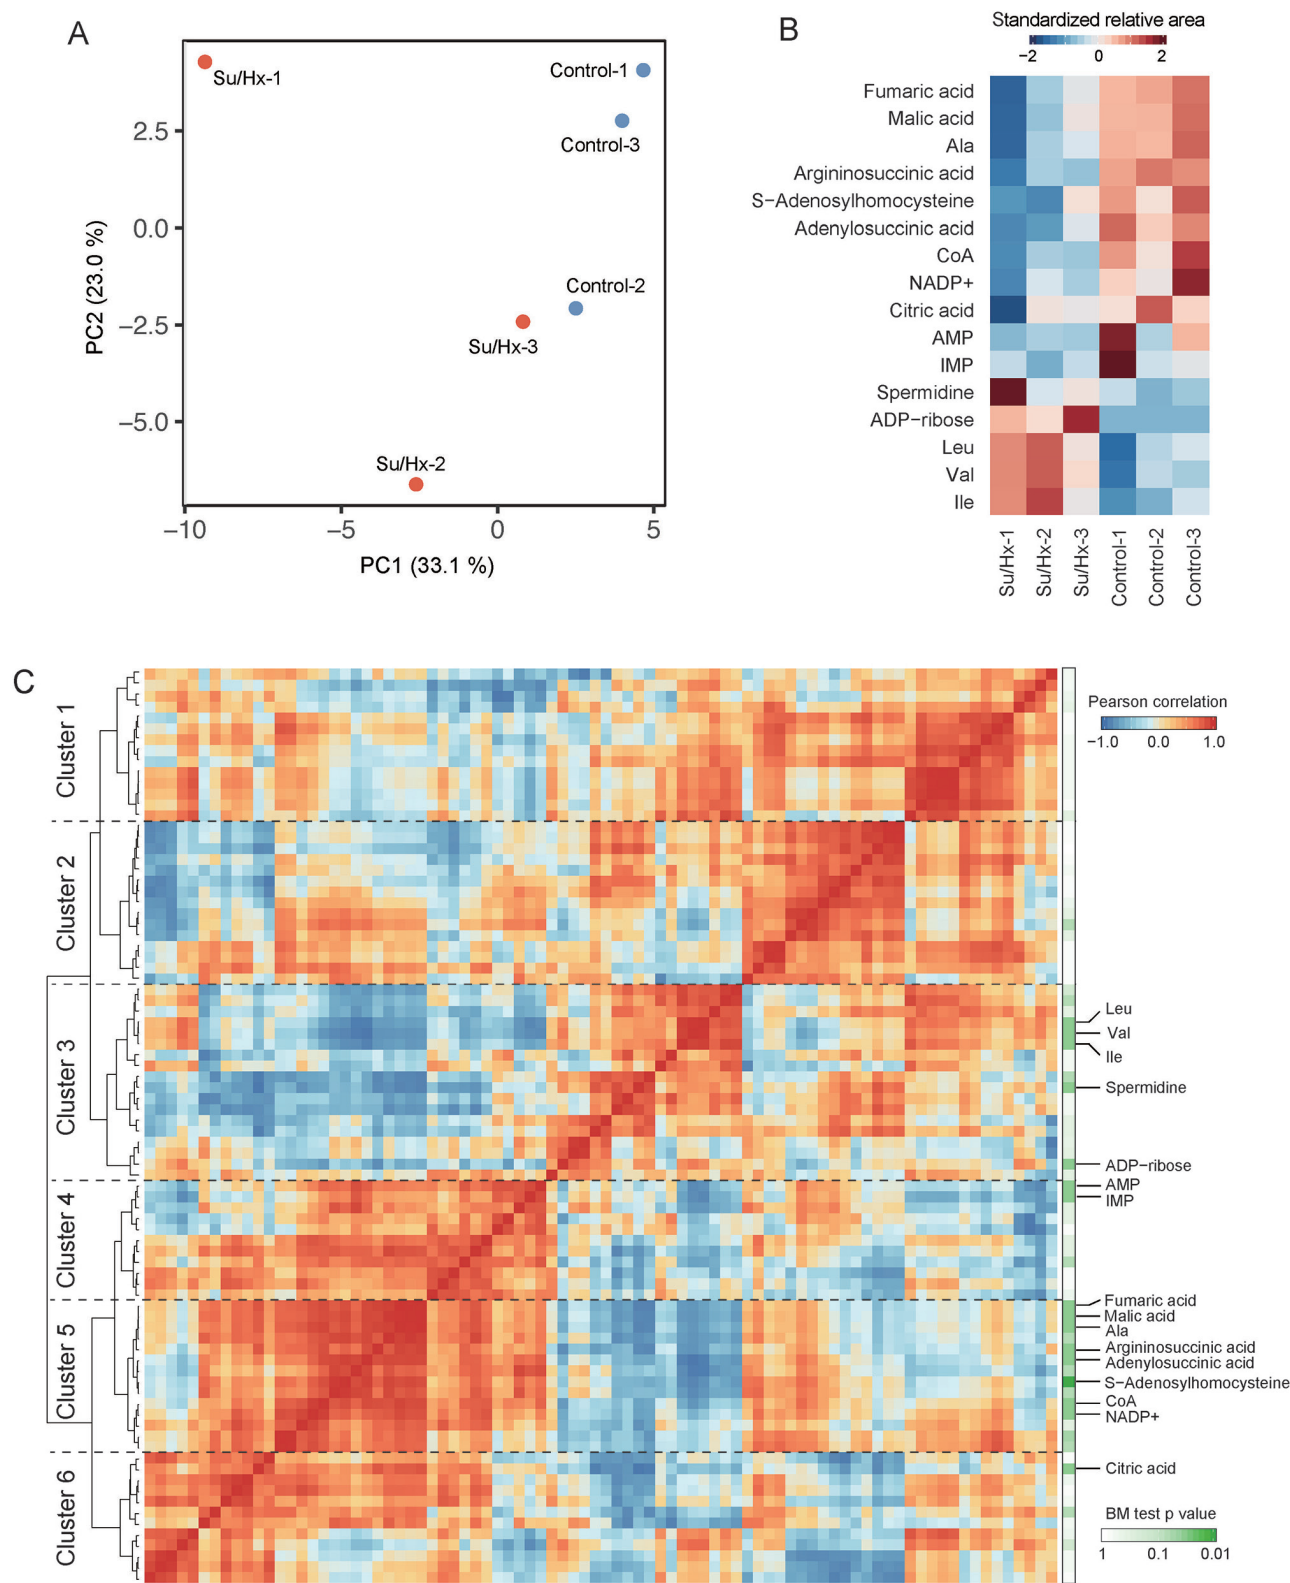 A
Su/Hx-1
Control-1
Control-3
Control-2
Su/Hx-3
Su/Hx-2
2.5
0.0
−2.5
−5.0
−10
−5
0
5
PC2 (23.0 %)
PC1 (33.1 %)
B
Standardized relative area
−2
0
2
Fumaric acid
Malic acid
Ala
Argininosuccinic acid
S−Adenosylhomocysteine
Adenylosuccinic acid
CoA
NADP+
Citric acid
AMP
IMP
Spermidine
ADP−ribose
Leu
Val
Ile
Su/Hx-1
Su/Hx-2
Su/Hx-3
Control-1
Control-2
Control-3
C
Cluster 1
Cluster 2
Cluster 3
Cluster 4
Cluster 5
Cluster 6
Pearson correlation
−1.0
0.0
1.0
Leu
Val
Ile
Spermidine
ADP−ribose
AMP
IMP
Fumaric acid
Malic acid
Ala
Argininosuccinic acid
Adenylosuccinic acid
S−Adenosylhomocysteine
CoA
NADP+
Citric acid
BM test p value
1
0.1
0.01